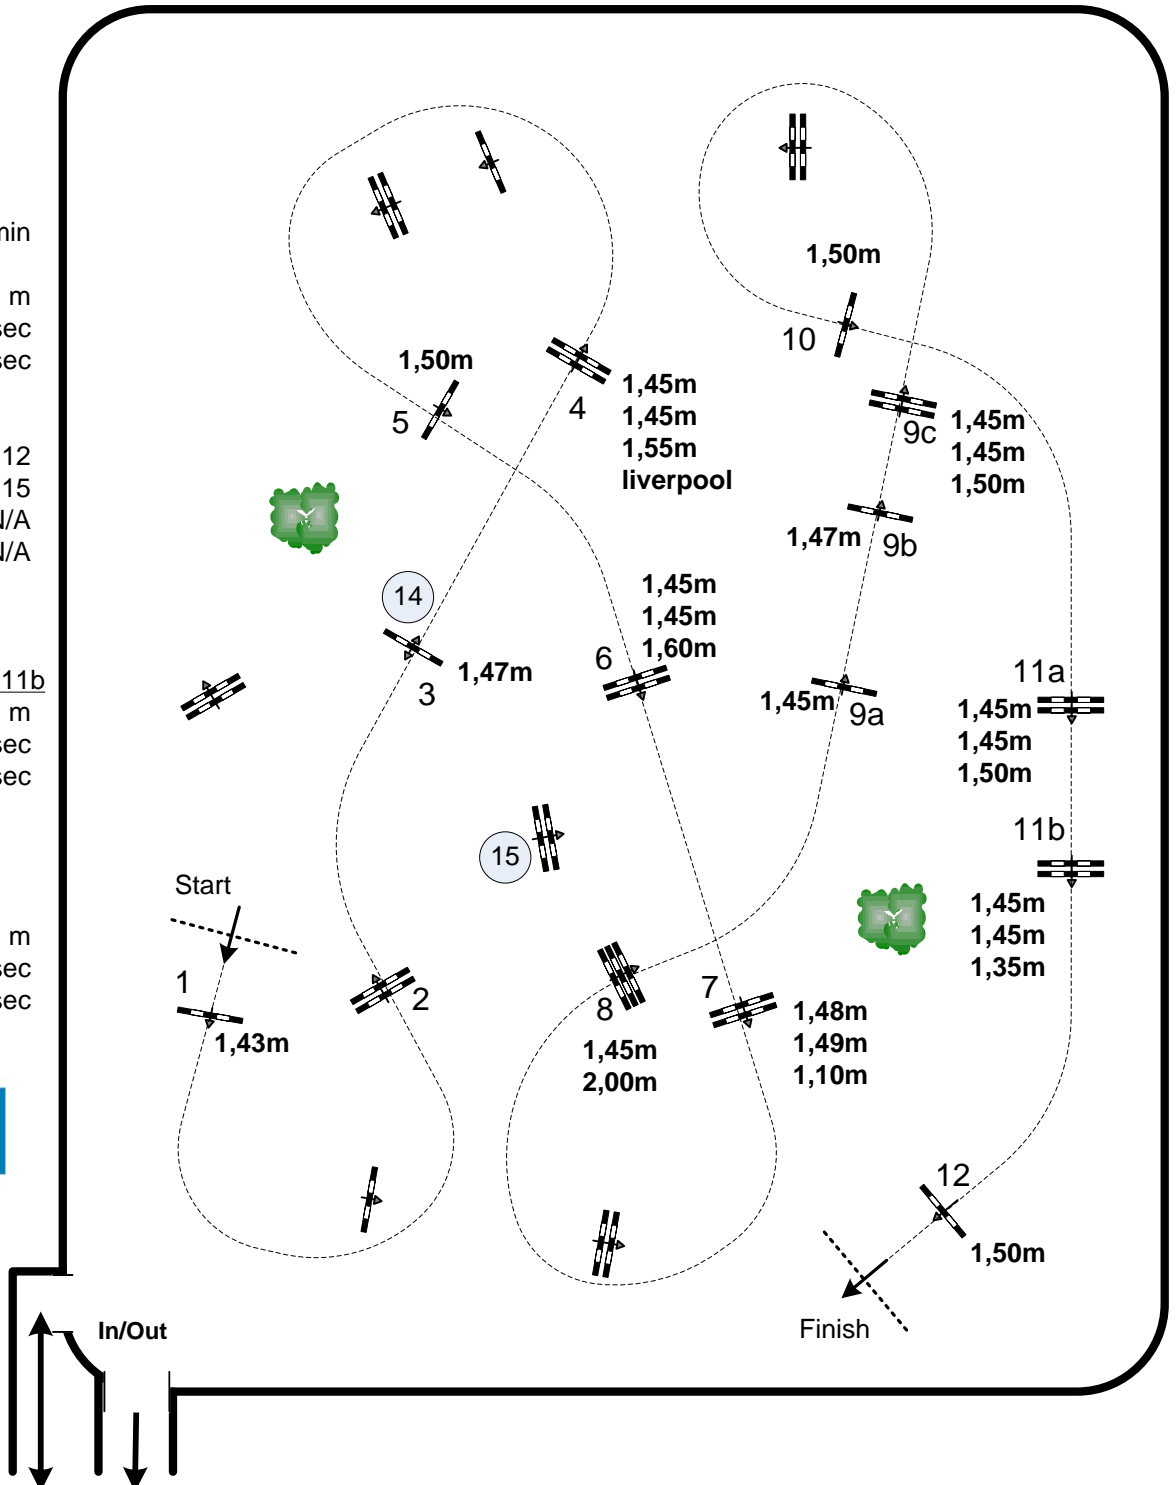 min
m
sec
sec
12
15
N/A
N/A
11b
m
sec
sec
m
sec
sec
1,50m
10
1,50m
5
4
1,45m
1,45m
1,55m
liverpool
9c
1,45m
1,45m
1,50m
1,47m
9b
14
3
1,47m
1,45m
1,45m
1,60m
6
1,45m
9a
11a
1,45m
1,45m
1,50m
11b
1,45m
1,45m
1,35m
15
Start
1
1,43m
2
8
1,45m
2,00m
7
1,48m
1,49m
1,10m
12
1,50m
Finish
In/Out